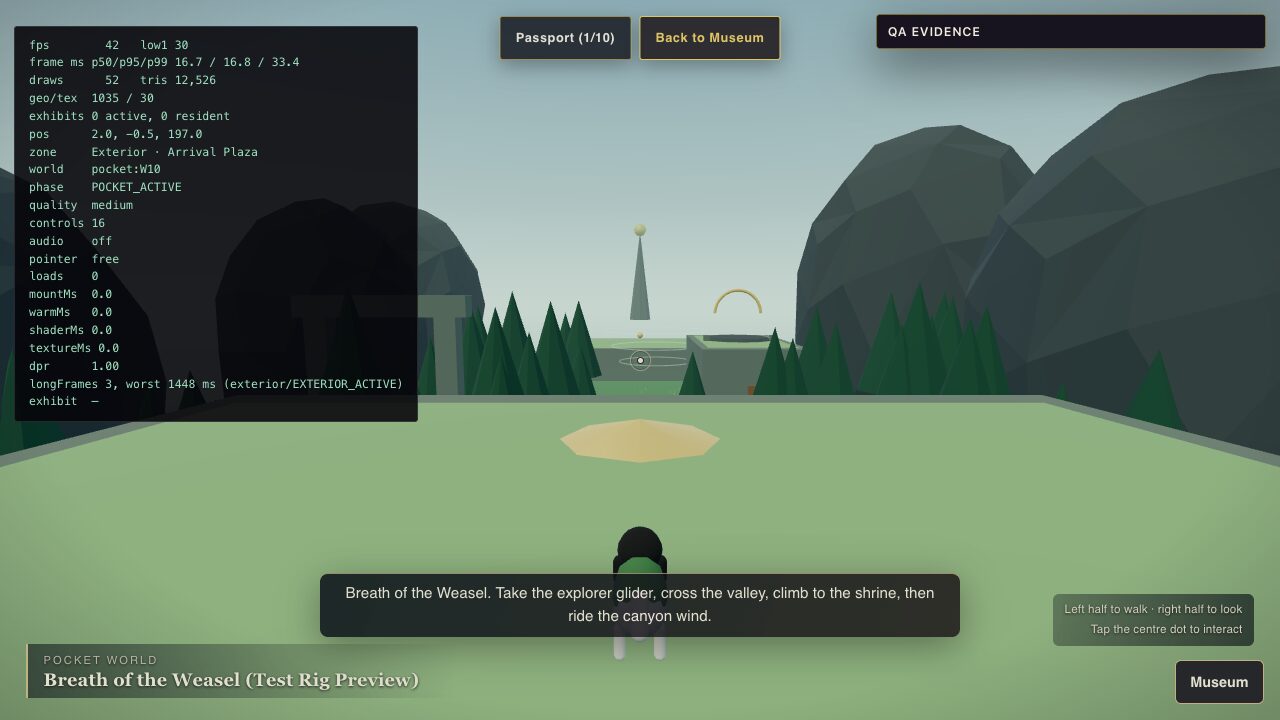 fps 42 low1 30
frame ms p50/p95/p99 16.7 / 16.8 / 33.4
draws 52 tris 12,526
geo/tex 1035 / 30
exhibits 0 active, 0 resident
pos 2.0, −0.5, 197.0
zone Exterior · Arrival Plaza
world pocket:W10
phase POCKET_ACTIVE
quality medium
controls 16
audio off
pointer free
loads 0
mountMs 0.0
warmMs 0.0
shaderMs 0.0
textureMs 0.0
dpr 1.00
longFrames 3, worst 1448 ms (exterior/EXTERIOR_ACTIVE)
exhibit —
Passport (1/10)
Back to Museum
QA EVIDENCE
Breath of the Weasel. Take the explorer glider, cross the valley, climb to the shrine, then
ride the canyon wind.
Left half to walk · right half to look
Tap the centre dot to interact
POCKET WORLD
Breath of the Weasel (Test Rig Preview)
Museum